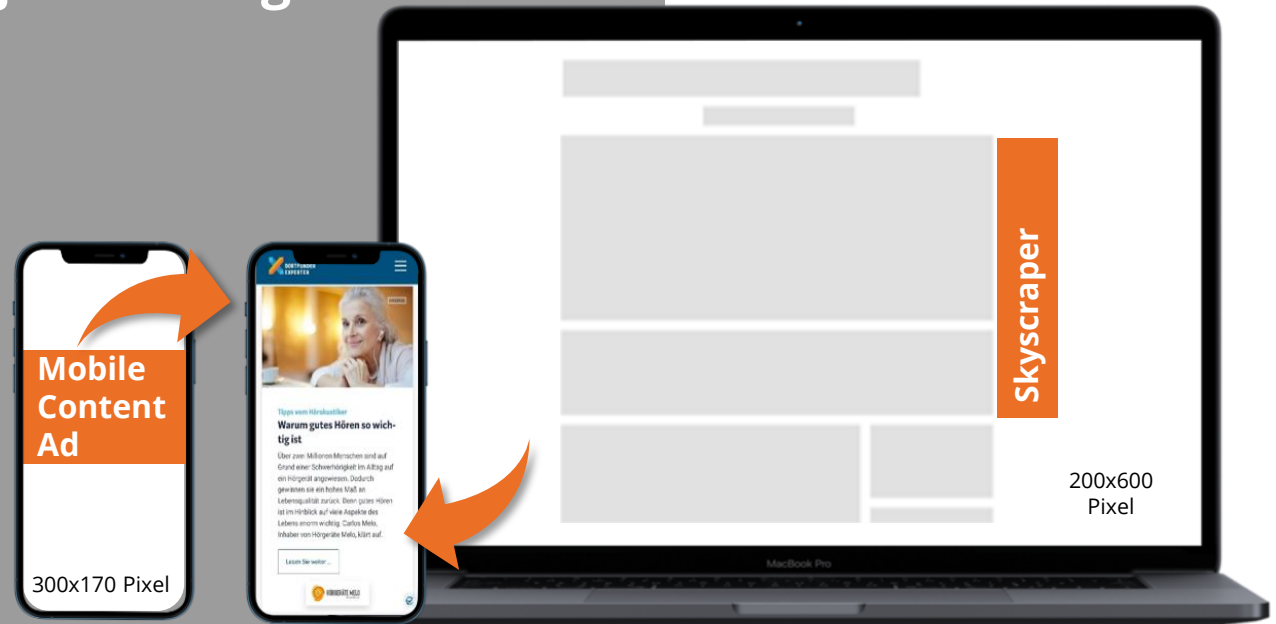 Mobile
Content
Ad
300x170 Pixel
DORTMUNDER
EXPERTEN
ANZEIGE
Tipps vom Hörakustiker
Warum gutes Hören so wich-
tig ist
Über zwei Millionen Menschen sind auf
Grund einer Schwerhörigkeit im Alltag auf
ein Hörgerät angewiesen. Dadurch
gewinnen sie ein hohes Maß an
Lebensqualität zurück. Denn gutes Hören
ist im Hinblick auf viele Aspekte des
Lebens enorm wichtig. Carlos Melo,
Inhaber von Hörgeräte Melo, klärt auf.
Lesen Sie weiter ...
HÖRGERÄTE MELO
Skyscraper
200x600
Pixel
MacBook Pro